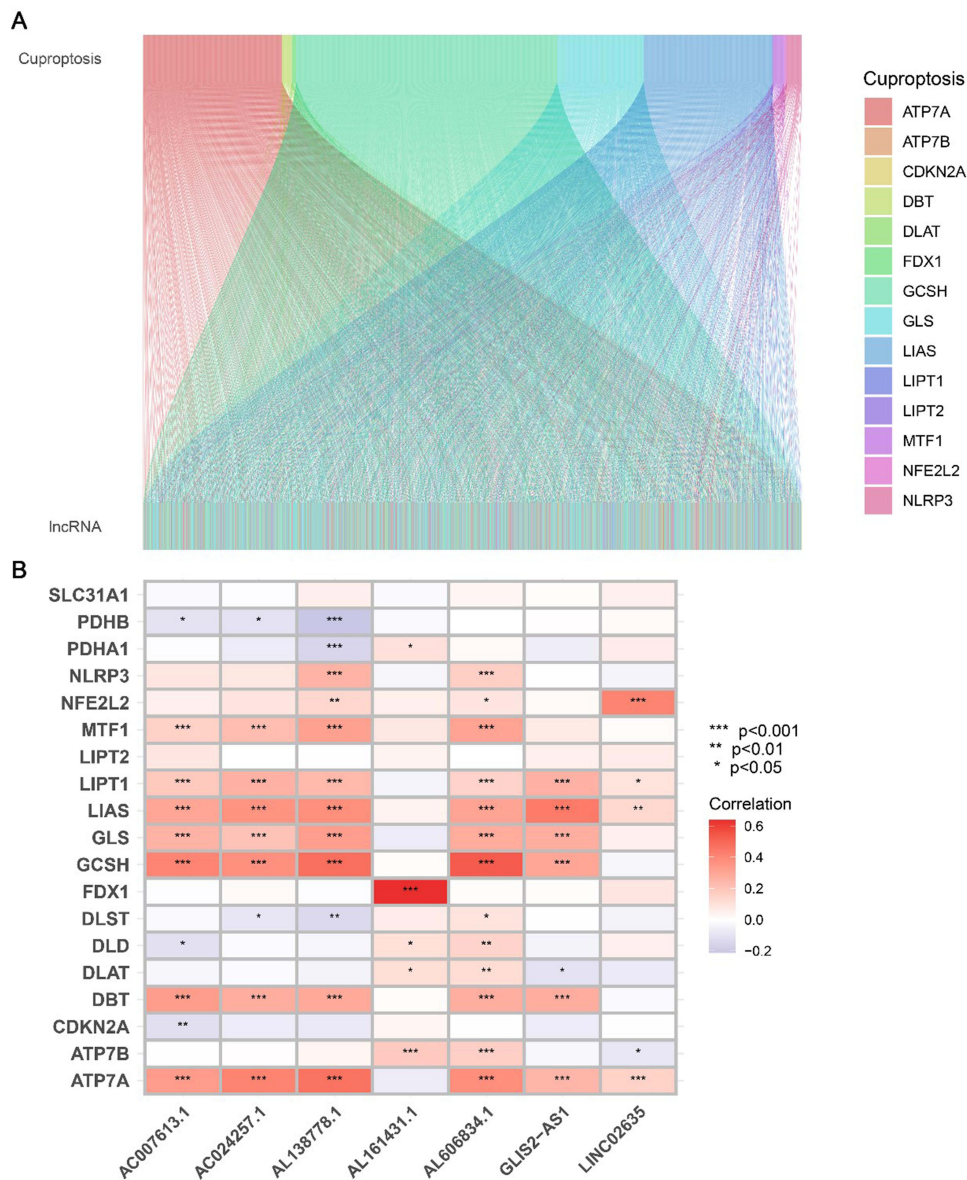 A
Cuproptosis
lncRNA
Cuproptosis
ATP7A
ATP7B
CDKN2A
DBT
DLAT
FDX1
GCSH
GLS
LIAS
LIPT1
LIPT2
MTF1
NFE2L2
NLRP3
B
SLC31A1
PDHB * * ***
PDHA1 *** *
NLRP3 *** ***
NFE2L2 ** * ***
MTF1 *** *** *** ***
LIPT2
LIPT1 *** *** *** *** *** *
LIAS *** *** *** *** *** **
GLS *** *** *** *** ***
GCSH *** *** *** *** ***
FDX1 ***
DLST * ** *
DLD * * **
DLAT * ** *
DBT *** *** *** *** ***
CDKN2A **
ATP7B *** *** *
ATP7A *** *** *** *** *** ***
AC007613.1
AC024257.1
AL138778.1
AL161431.1
AL606834.1
GLIS2−AS1
LINC02635
*** p<0.001
** p<0.01
* p<0.05
Correlation
0.6
0.4
0.2
0.0
−0.2